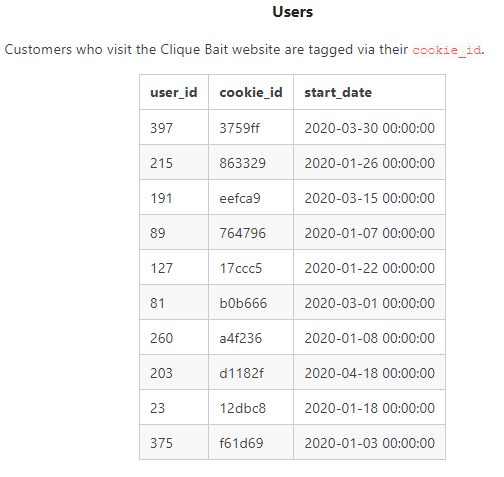 Users
Customers who visit the Clique Bait website are tagged via their cookie_id.
user_id cookie_id start_date
397 3759ff 2020-03-30 00:00:00
215 863329 2020-01-26 00:00:00
191 eefca9 2020-03-15 00:00:00
89 764796 2020-01-07 00:00:00
127 17ccc5 2020-01-22 00:00:00
81 b0b666 2020-03-01 00:00:00
260 a4f236 2020-01-08 00:00:00
203 d1182f 2020-04-18 00:00:00
23 12dbc8 2020-01-18 00:00:00
375 f61d69 2020-01-03 00:00:00